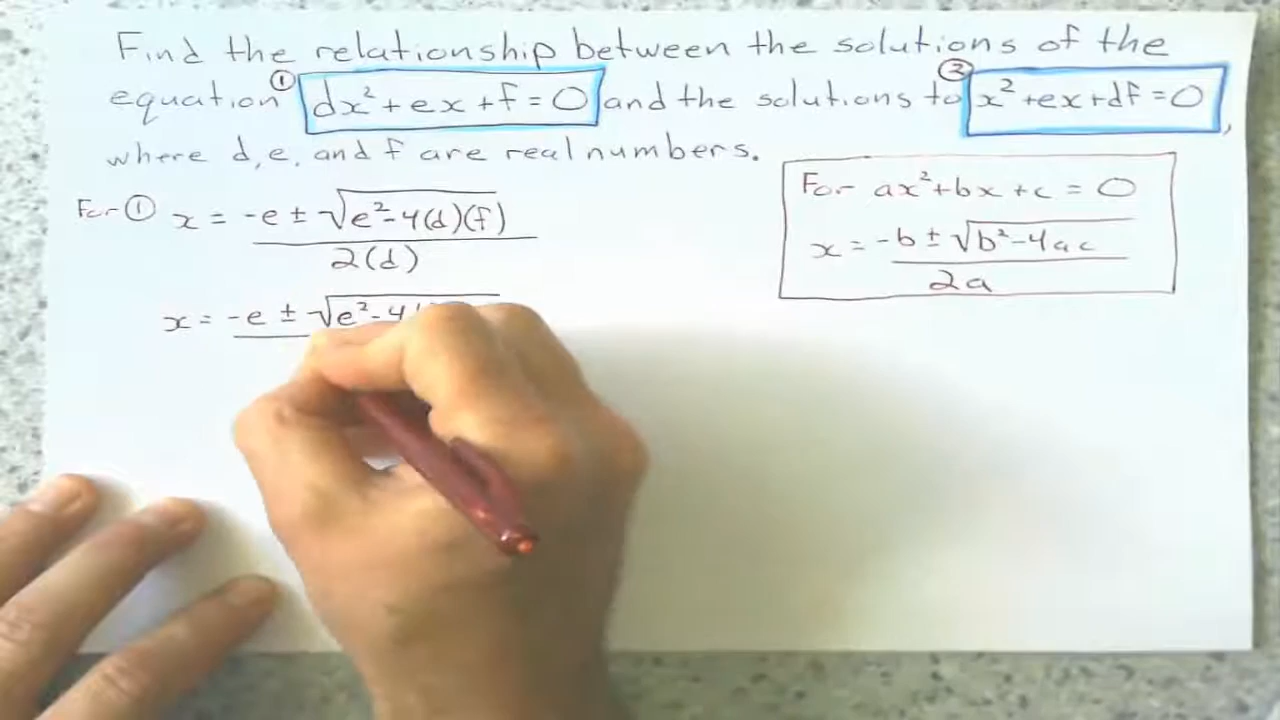 Find the relationship between the solutions of the
equation ① dx²+ex+f=0 and the solutions to ② x²+ex+df=0,
where d, e, and f are real numbers.
For ① x = -e ± √e²-4(d)(f)
2(d)
x = -e ± √e²-4
For ax²+bx+c=0
x = -b ± √b²-4ac
2a